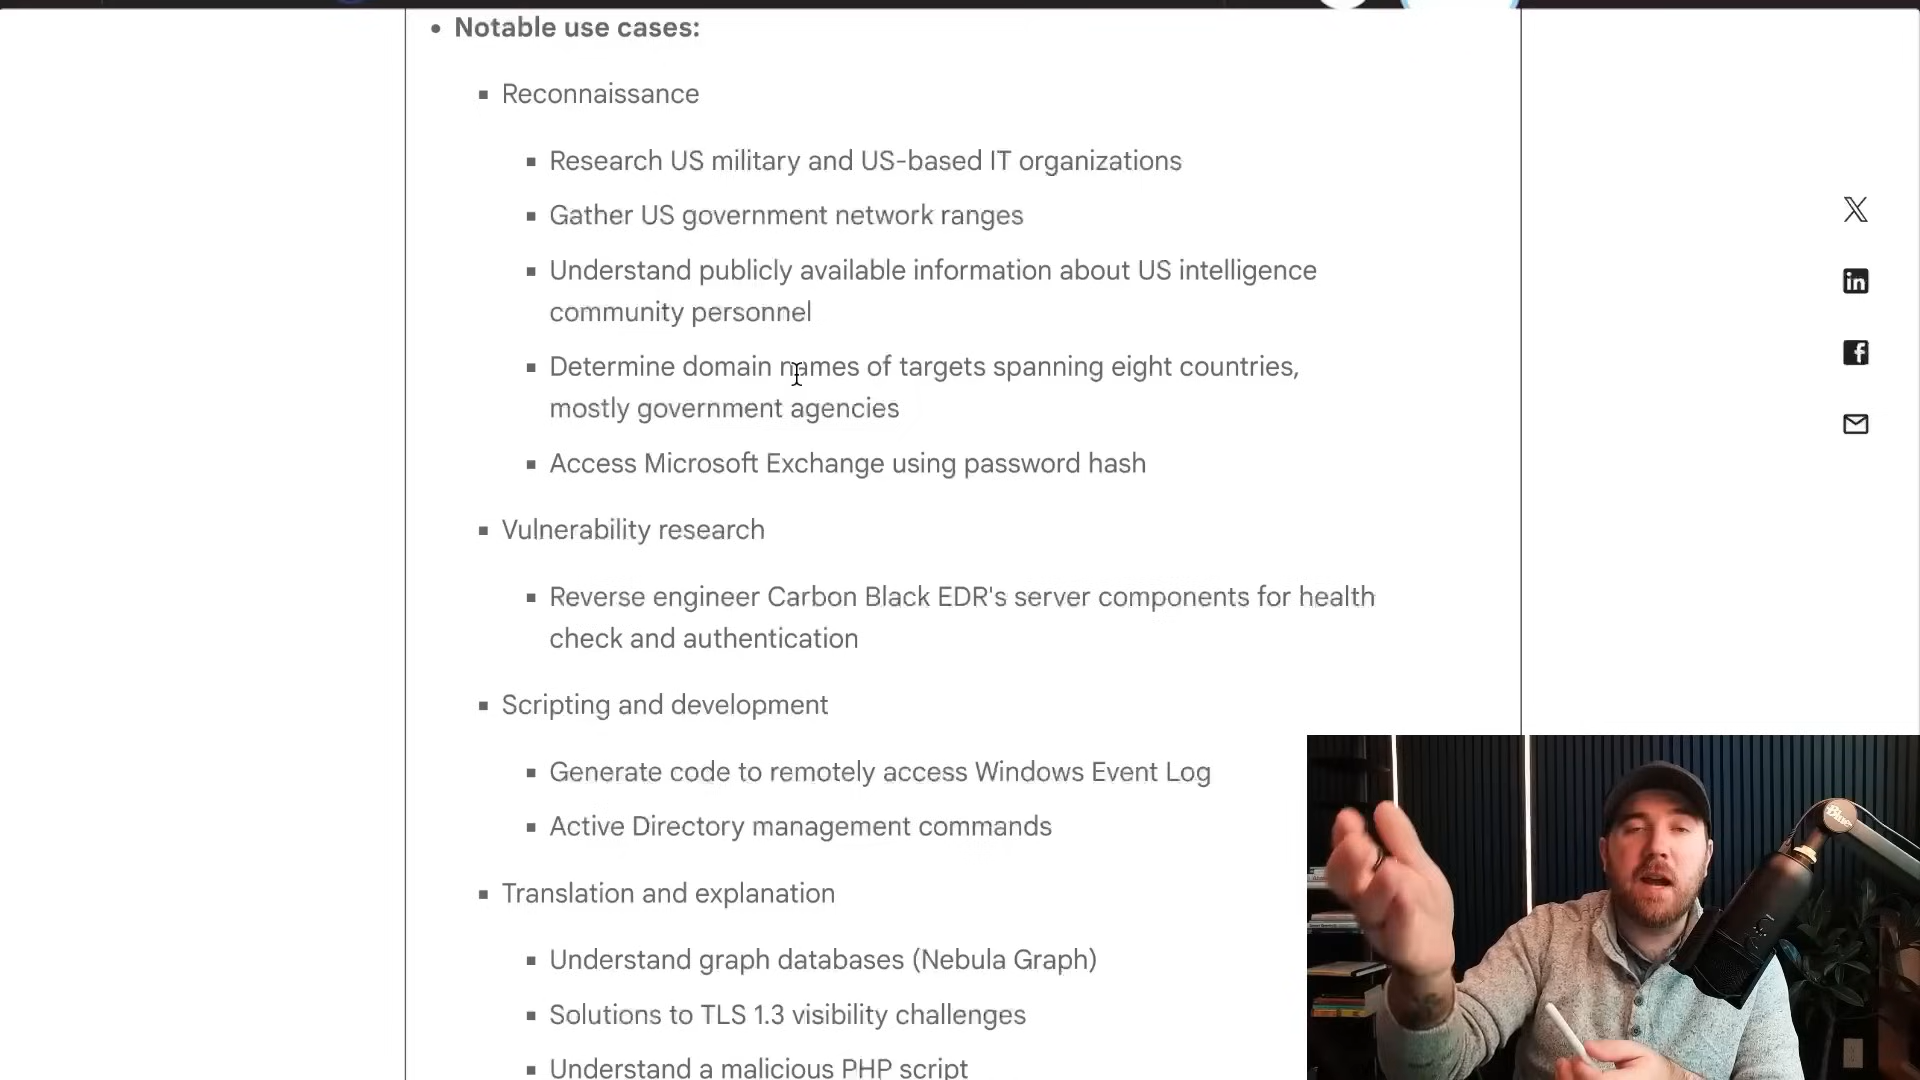 Notable use cases:
Reconnaissance
Research US military and US-based IT organizations
Gather US government network ranges
Understand publicly available information about US intelligence
community personnel
Determine domain names of targets spanning eight countries,
mostly government agencies
Access Microsoft Exchange using password hash
Vulnerability research
Reverse engineer Carbon Black EDR's server components for health
check and authentication
Scripting and development
Generate code to remotely access Windows Event Log
Active Directory management commands
Translation and explanation
Understand graph databases (Nebula Graph)
Solutions to TLS 1.3 visibility challenges
Understand a malicious PHP script
X
in
f
Blue